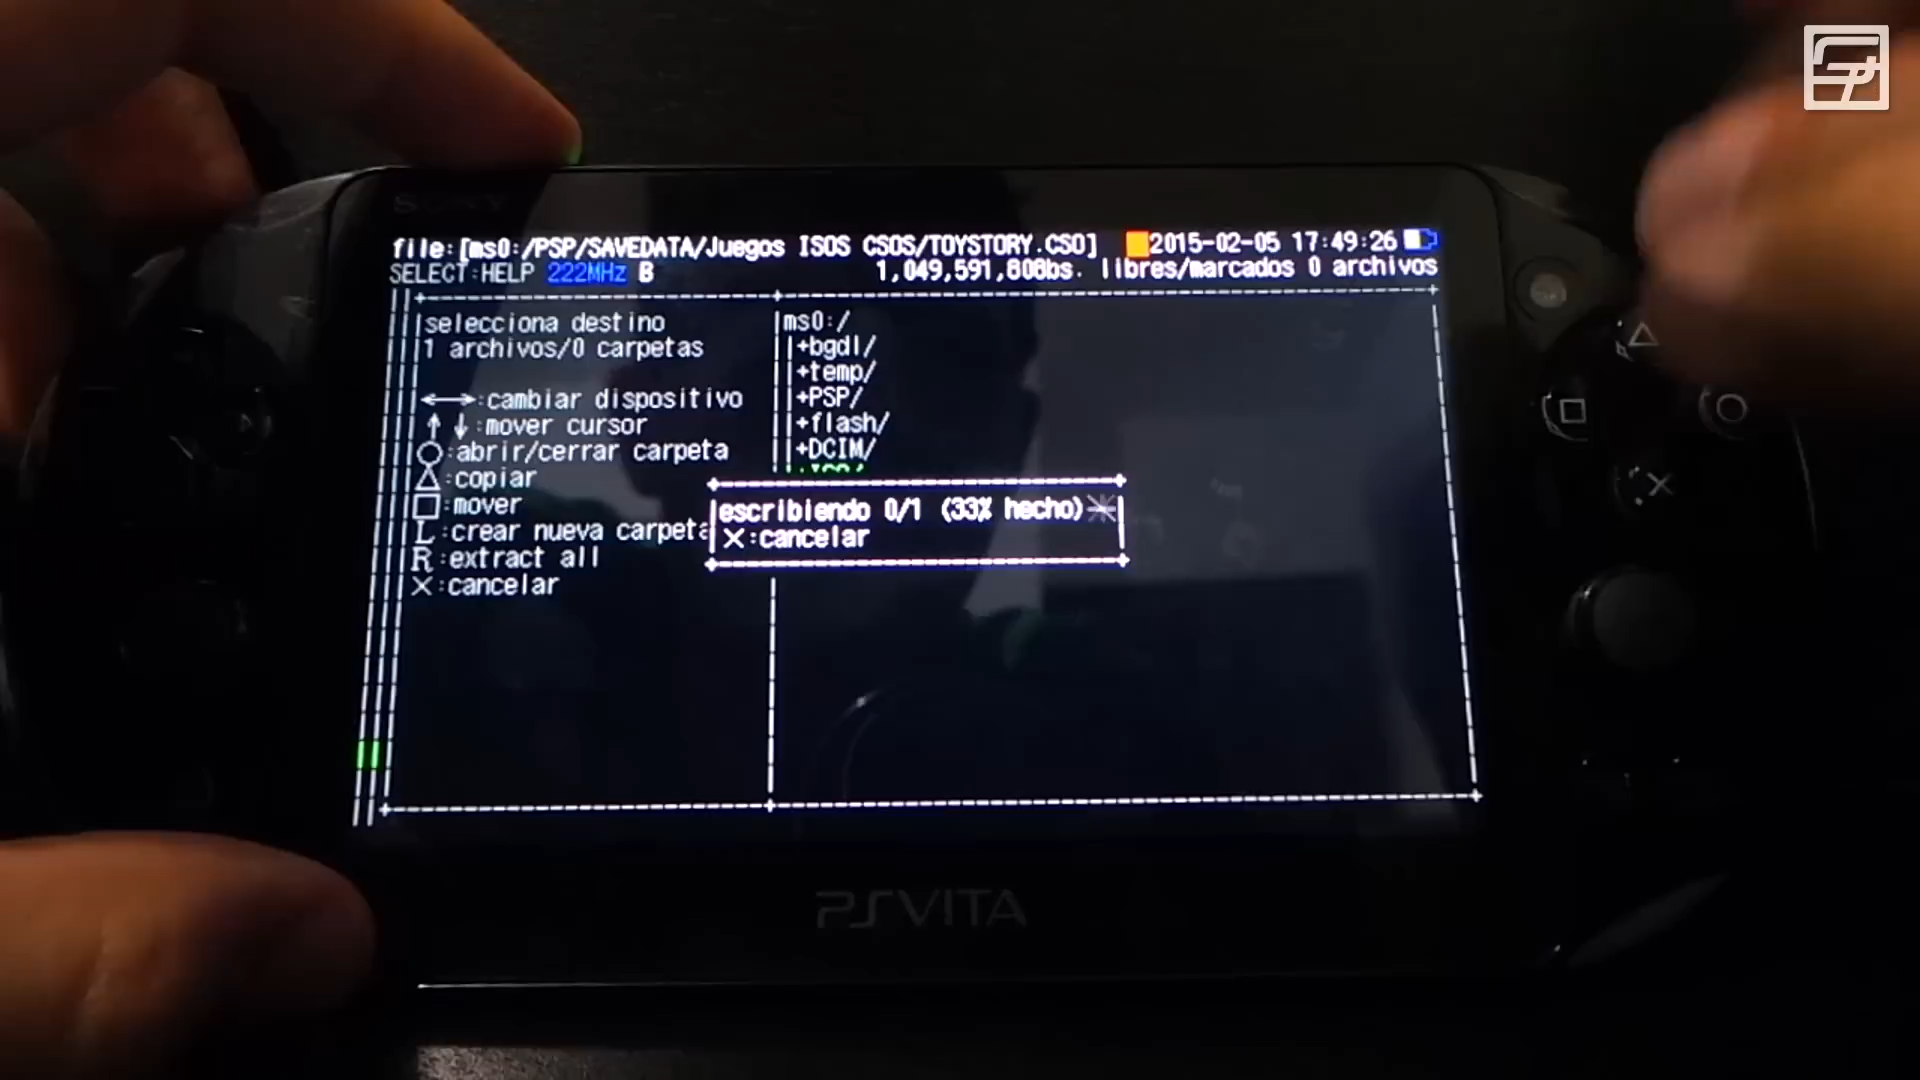 SONY
file:[ms0:/PSP/SAVEDATA/Juegos ISOS CSOS/TOYSTORY.CSO] 2015-02-05 17:49:26
SELECT:HELP 222MHz B 1,049,591,808bs. libres/marcados 0 archivos
selecciona destino
1 archivos/0 carpetas
←→:cambiar dispositivo
↑ ↓:mover cursor
○:abrir/cerrar carpeta
△:copiar
□:mover
L:crear nueva carpeta
R:extract all
×:cancelar
ms0:/
+bgdl/
+temp/
+PSP/
+flash/
+DCIM/
escribiendo 0/1 (33% hecho)
×:cancelar
PSVITA